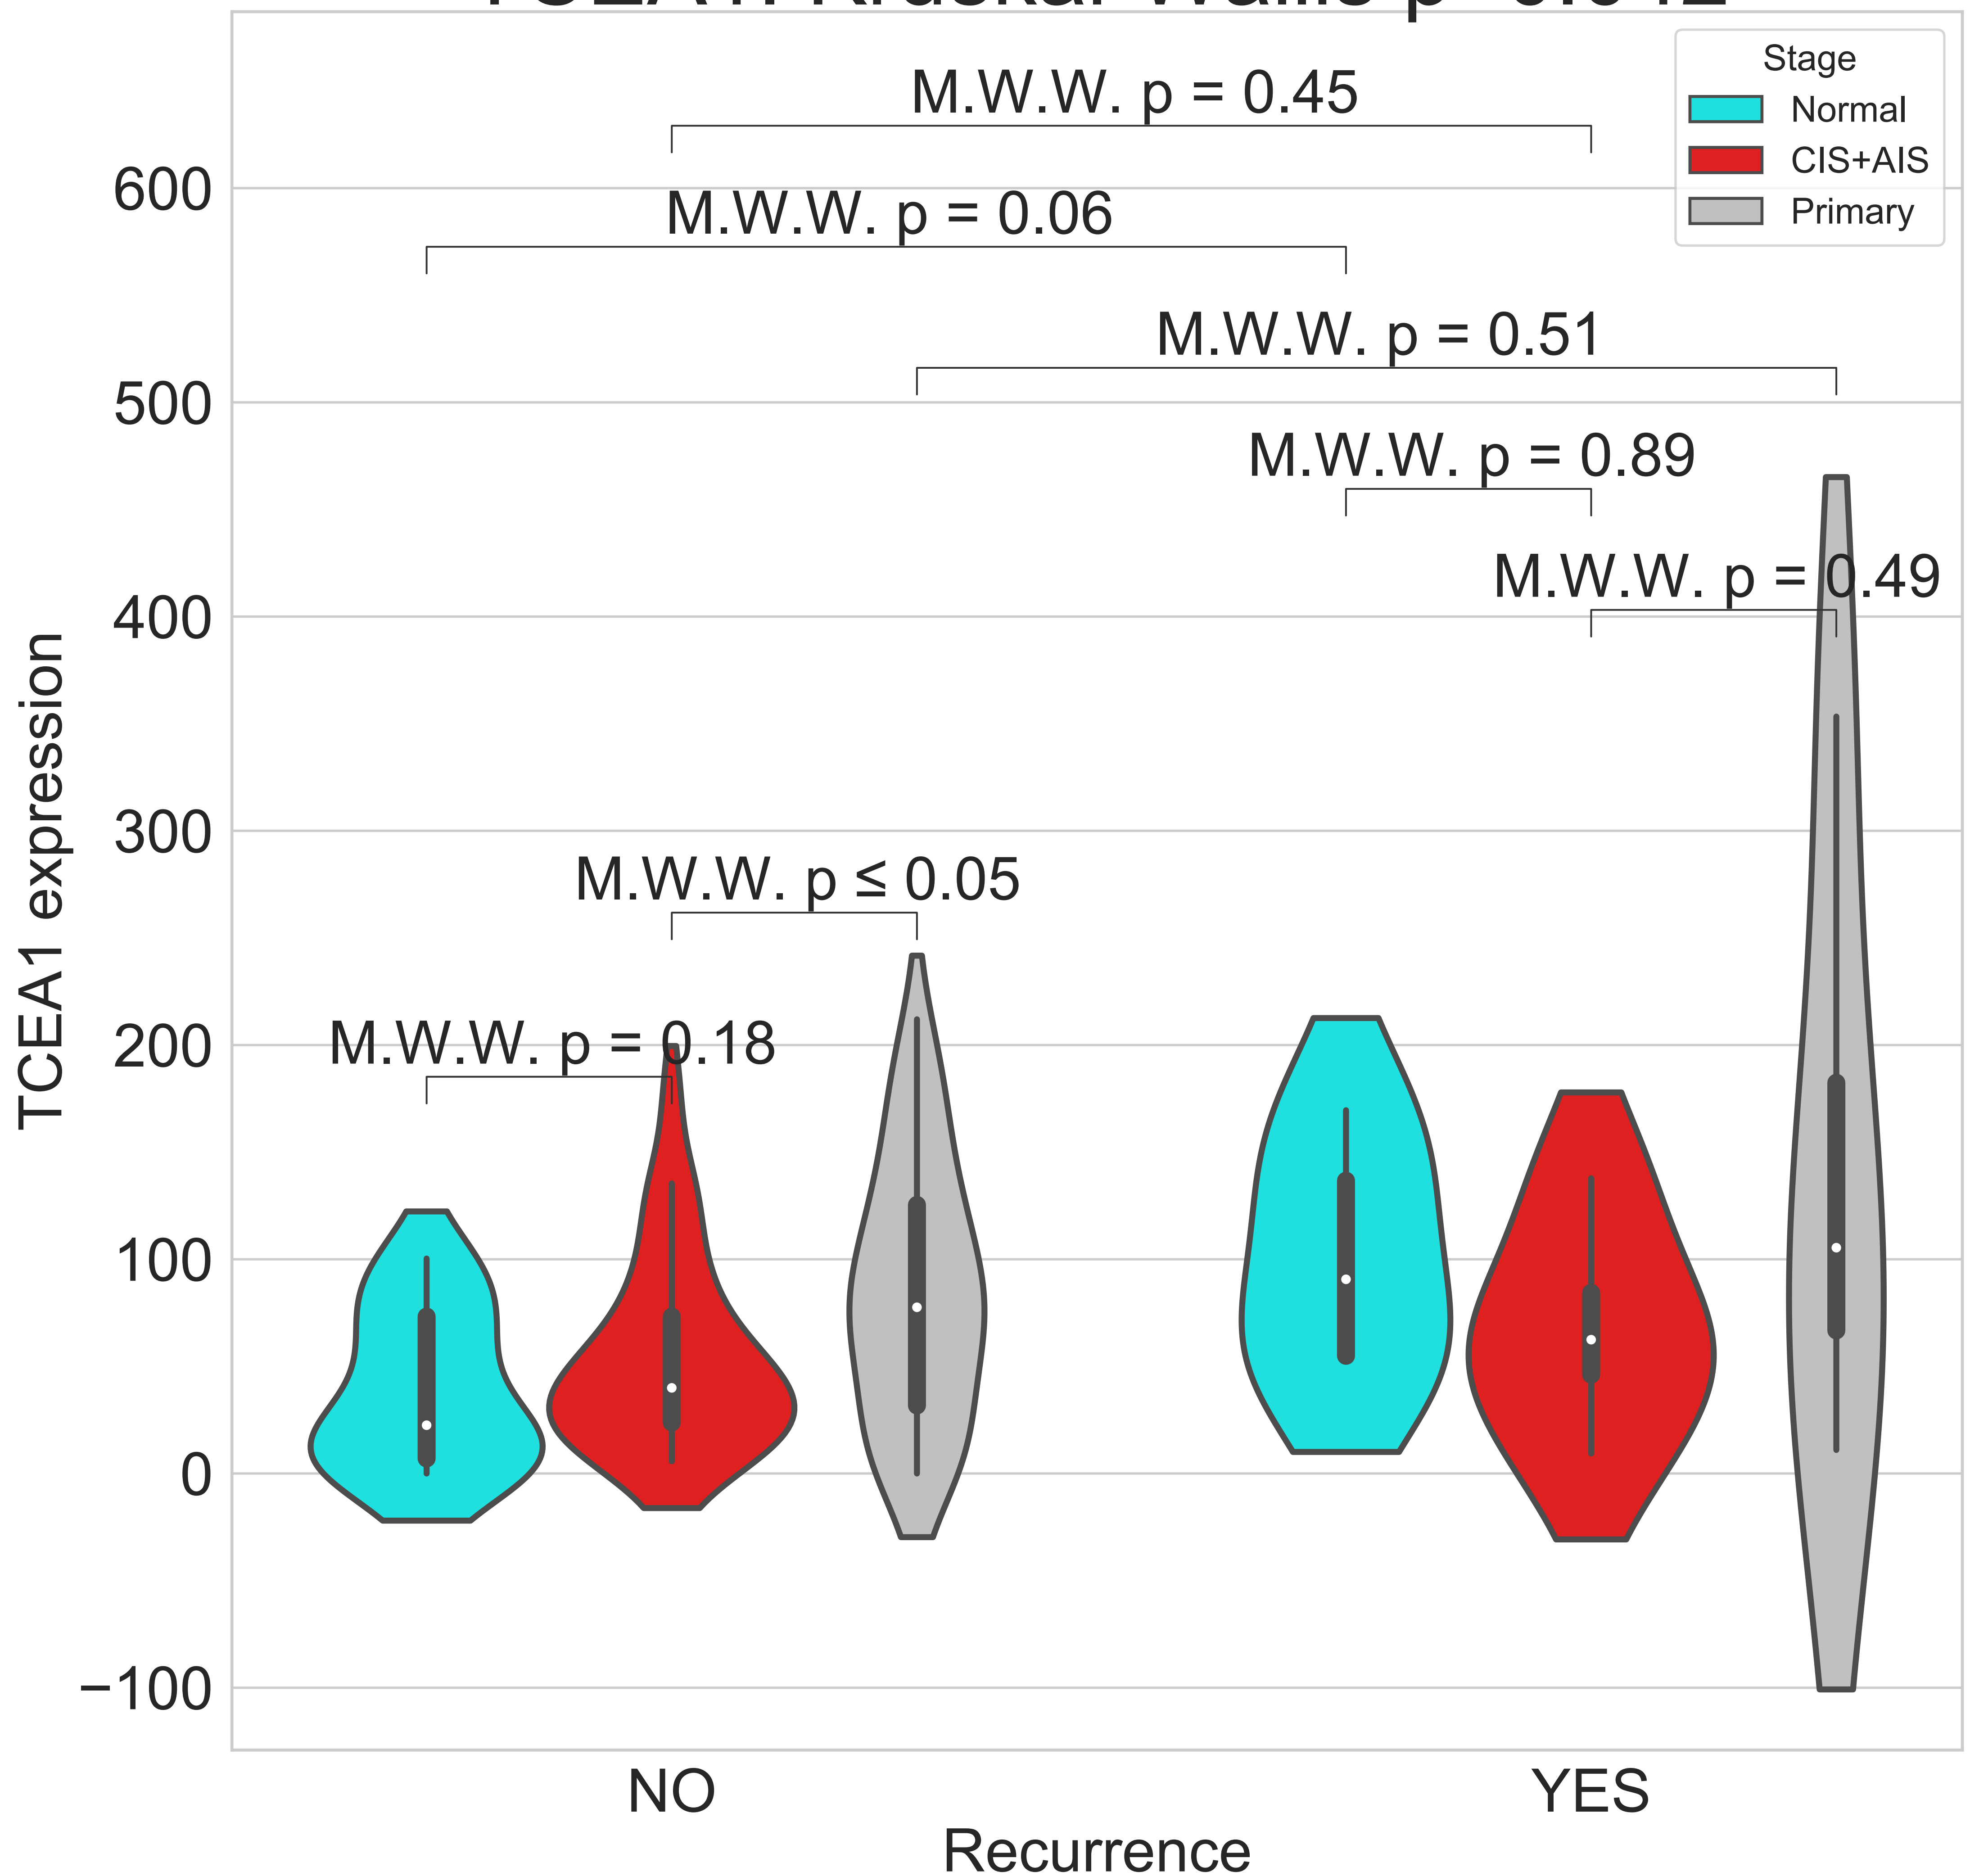 Stage
Normal
CIS+AIS
Primary
M.W.W. p = 0.45
M.W.W. p = 0.06
M.W.W. p = 0.51
M.W.W. p = 0.89
M.W.W. p = 0.49
M.W.W. p ≤ 0.05
M.W.W. p = 0.18
TCEA1 expression
600
500
400
300
200
100
0
−100
NO
YES
Recurrence